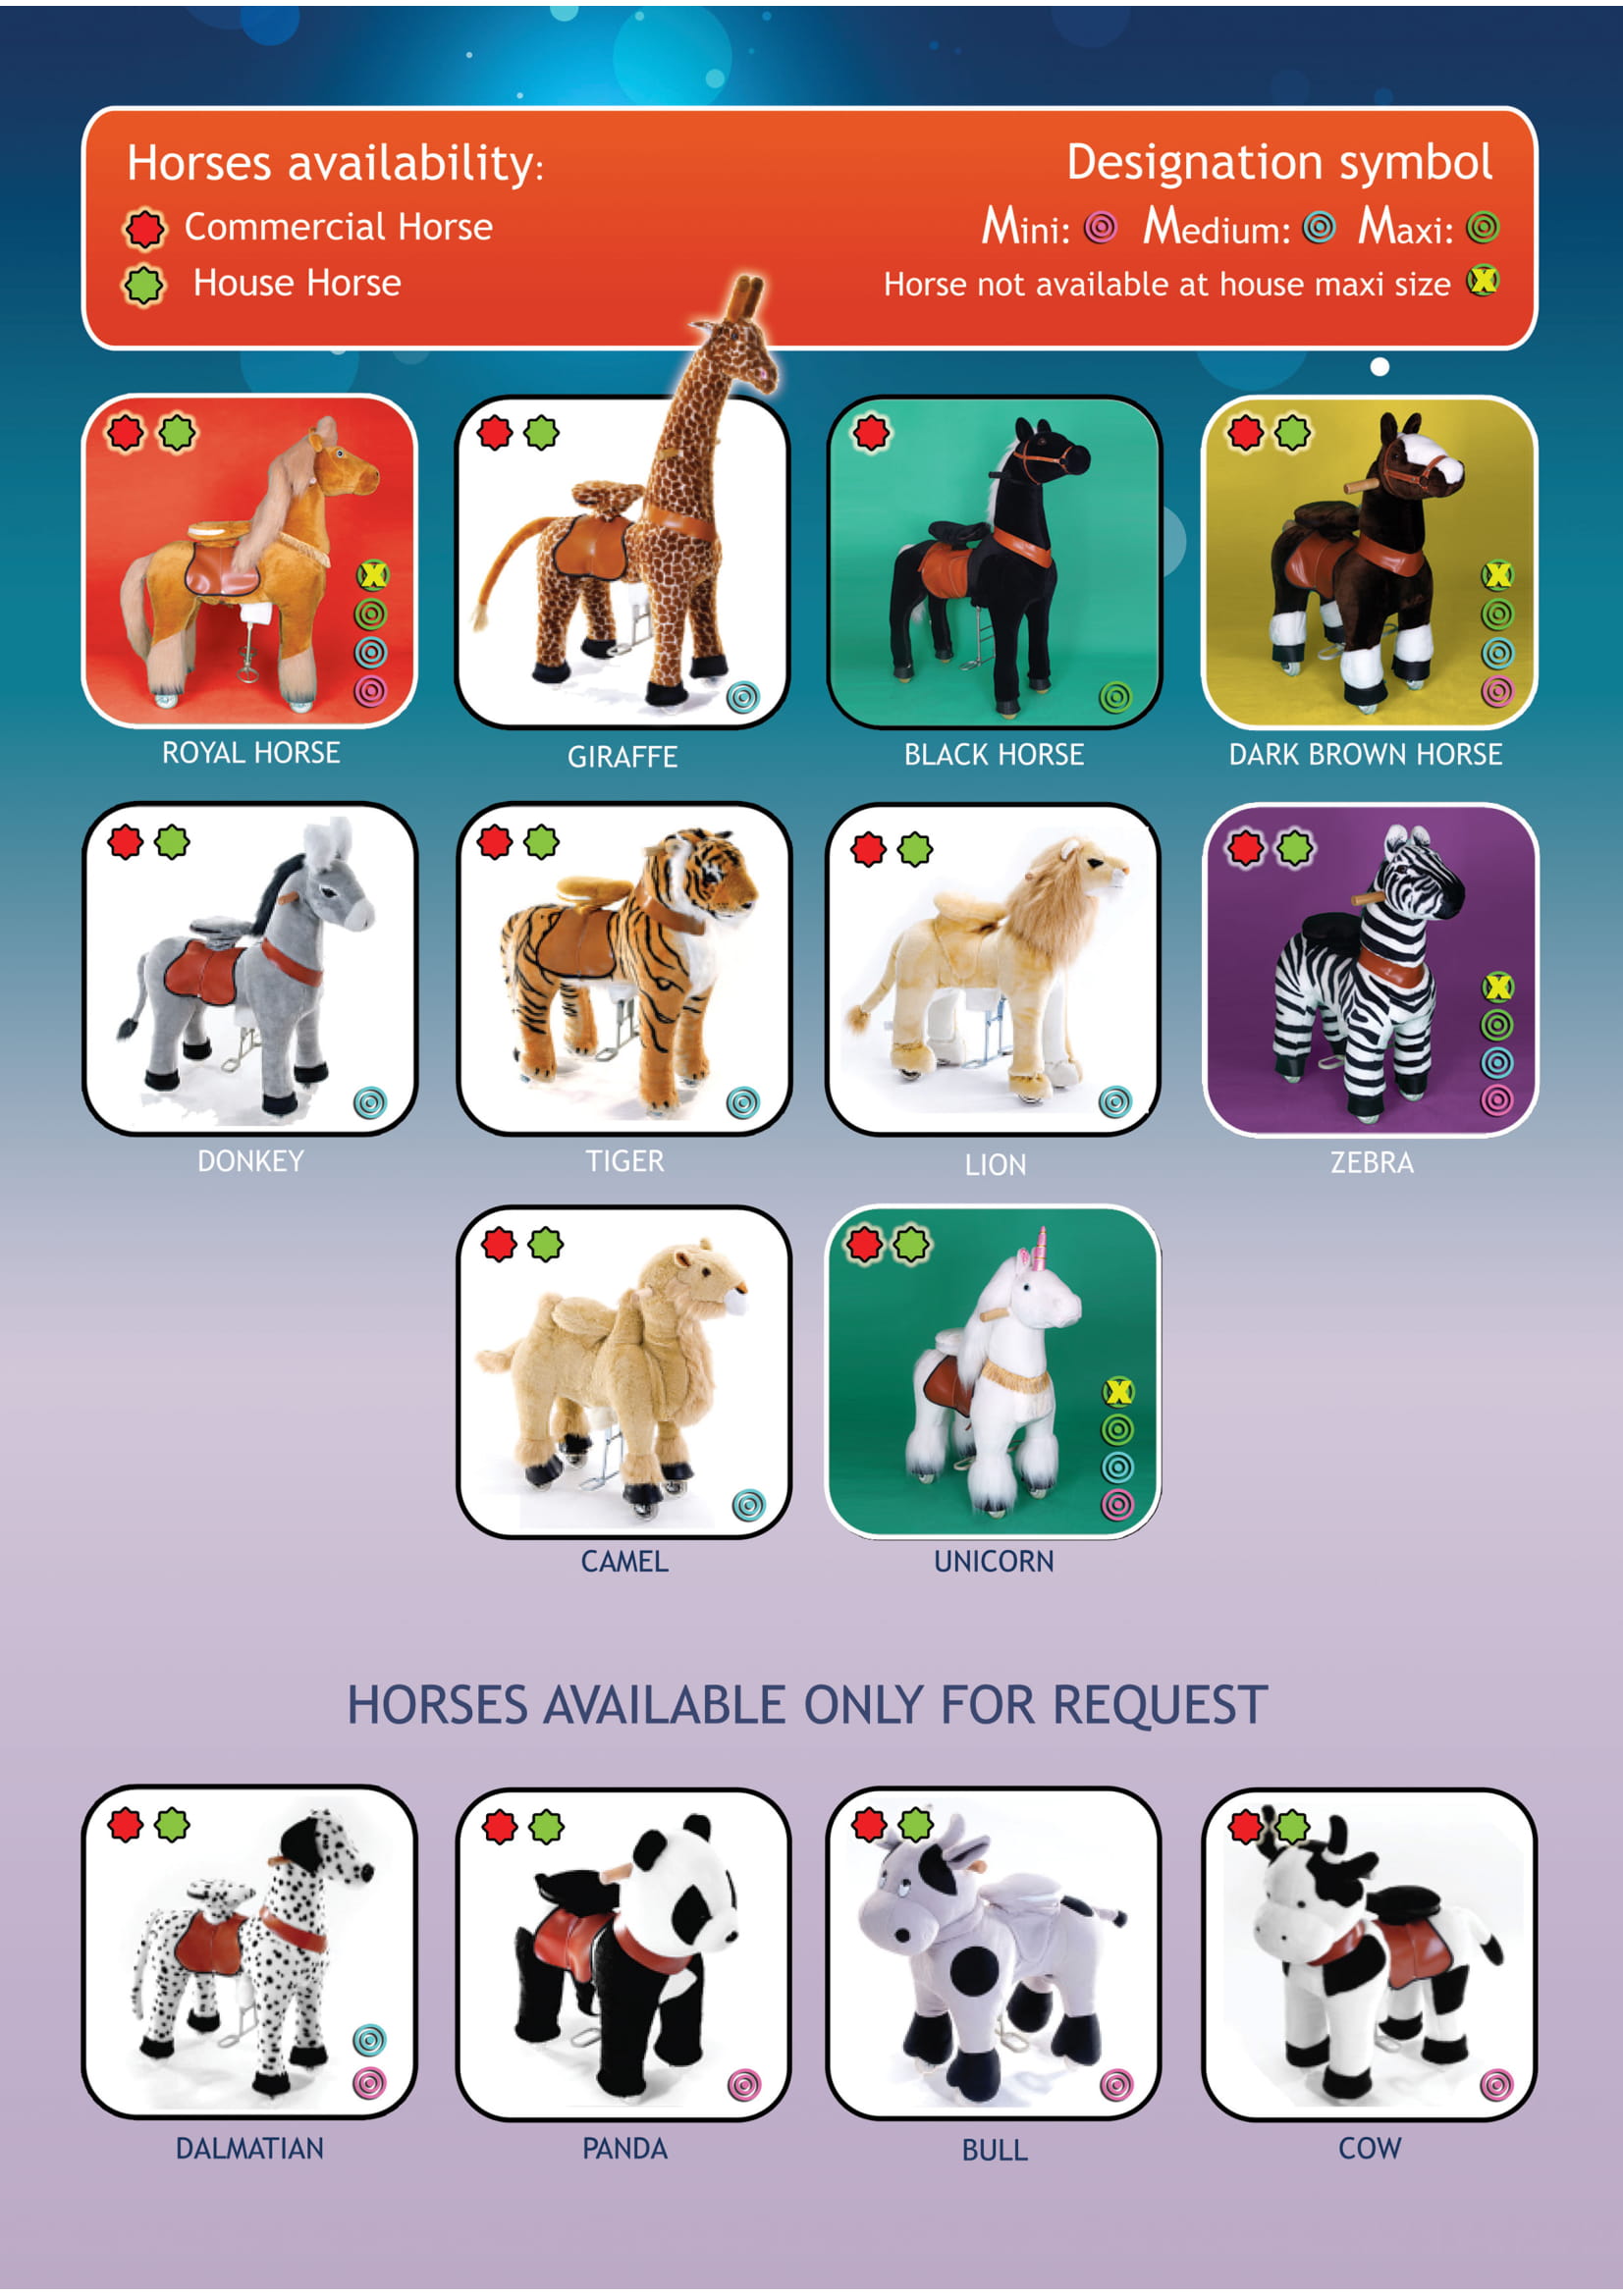 Horses availability:
Commercial Horse
House Horse
Designation symbol
Mini: Medium: Maxi:
Horse not available at house maxi size X
X
X
ROYAL HORSE
GIRAFFE
BLACK HORSE
DARK BROWN HORSE
X
DONKEY
TIGER
LION
ZEBRA
X
CAMEL
UNICORN
HORSES AVAILABLE ONLY FOR REQUEST
DALMATIAN
PANDA
BULL
COW